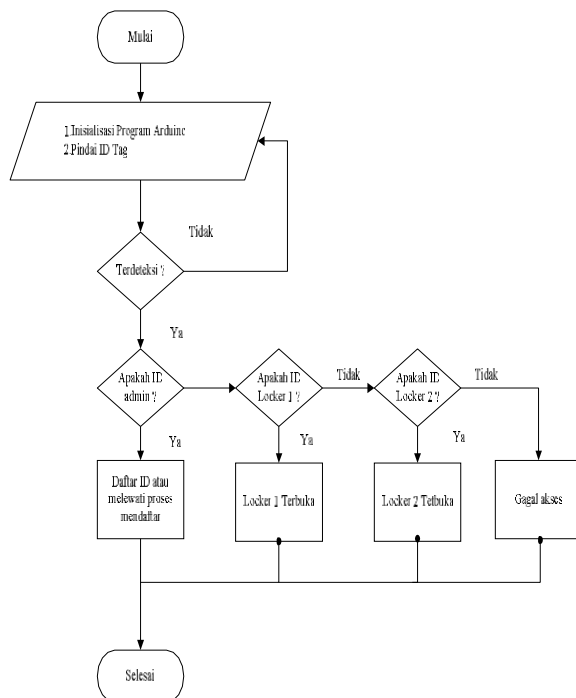 Mulai
1.Inisialisasi Program Arduino
2.Pindai ID Tag
Tidak
Terdeteksi ?
Ya
Apakah ID
admin ?
Apakah ID
Locker 1 ?
Tidak
Apakah ID
Locker 2 ?
Tidak
Ya
Ya
Ya
Daftar ID atau
melewati proses
mendaftar
Locker 1 Terbuka
Locker 2 Tetbuka
Gagal akses
Selesai